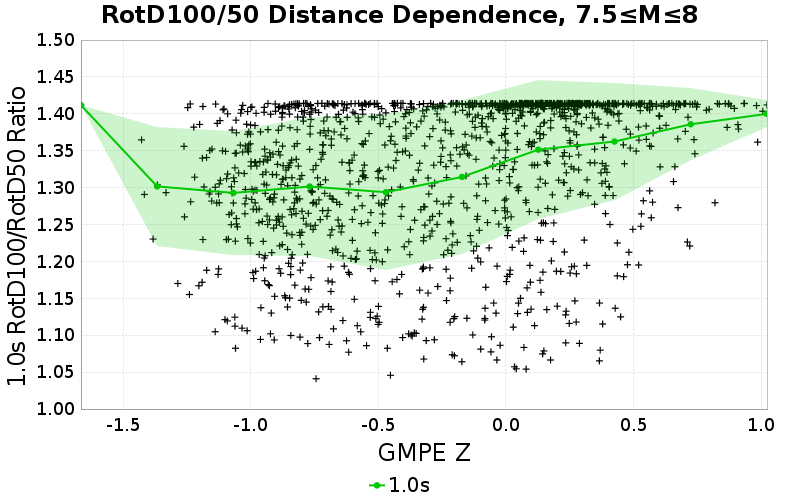 RotD100/50 Distance Dependence, 7.5≤M≤8
1.0s RotD100/RotD50 Ratio
1.50
1.45
1.40
1.35
1.30
1.25
1.20
1.15
1.10
1.05
1.00
-1.5 -1.0 -0.5 0.0 0.5 1.0
GMPE Z
1.0s